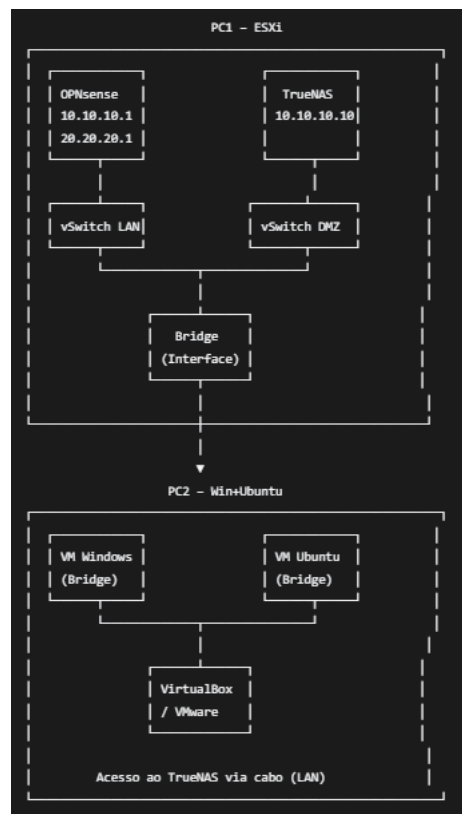 PC1 – ESXi
OPNsense TrueNAS
10.10.10.1 10.10.10.10
20.20.20.1
vSwitch LAN vSwitch DMZ
Bridge
(Interface)
PC2 – Win+Ubuntu
VM Windows VM Ubuntu
(Bridge) (Bridge)
VirtualBox
/ VMware
Acesso ao TrueNAS via cabo (LAN)